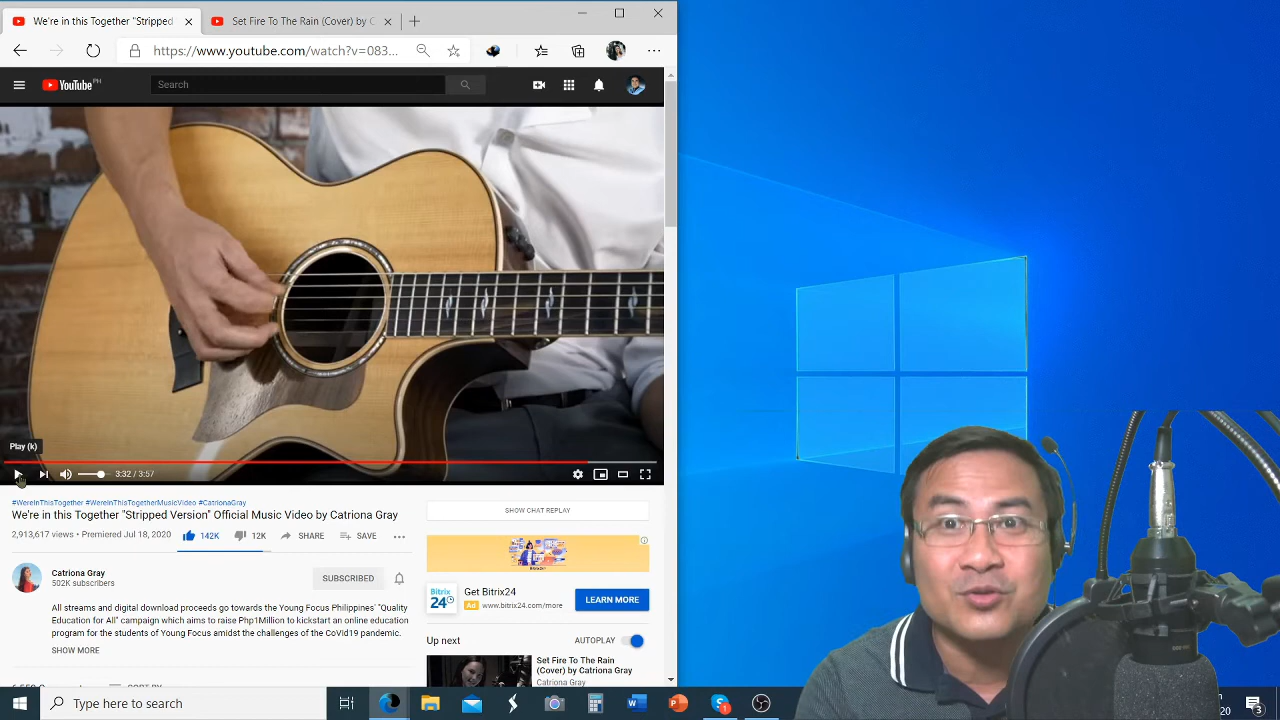 We're in this Together "Stripped
Set Fire To The Rain (Cover) by C
https://www.youtube.com/watch?v=083...
YouTube PH
Search
Play (k)
3:32 / 3:57
#WereInThisTogether #WereInThisTogetherMusicVideo #CatrionaGray
We're in this Together "Stripped Version" Official Music Video by Catriona Gray
2,913,617 views • Premiered Jul 18, 2020
142K
12K
SHARE
SAVE
Catriona Gray
502K subscribers
SUBSCRIBED
All streams and digital download proceeds go towards the Young Focus Philippines' "Quality
Education for All" campaign which aims to raise Php1Million to kickstart an online education
program for the students of Young Focus amidst the challenges of the CoVid19 pandemic.
SHOW MORE
SHOW CHAT REPLAY
Bitrix24
Bitrix
24
Get Bitrix24
Ad www.bitrix24.com/more
LEARN MORE
Up next
AUTOPLAY
Set Fire To The Rain
(Cover) by Catriona Gray
Catriona Gray
Type here to search
1
20
3